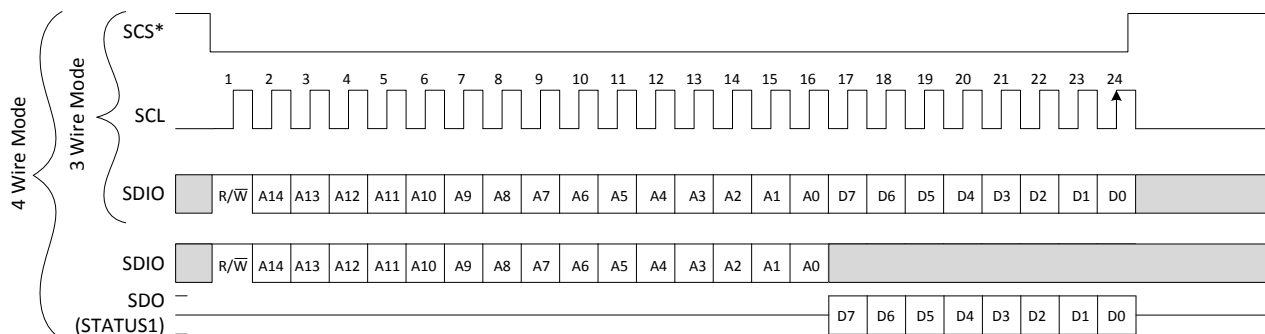 4 Wire Mode
3 Wire Mode
SCS*
1 2 3 4 5 6 7 8 9 10 11 12 13 14 15 16 17 18 19 20 21 22 23 24
SCL
SDIO R/W̅ A14 A13 A12 A11 A10 A9 A8 A7 A6 A5 A4 A3 A2 A1 A0 D7 D6 D5 D4 D3 D2 D1 D0
SDIO R/W̅ A14 A13 A12 A11 A10 A9 A8 A7 A6 A5 A4 A3 A2 A1 A0
SDO
(STATUS1) D7 D6 D5 D4 D3 D2 D1 D0